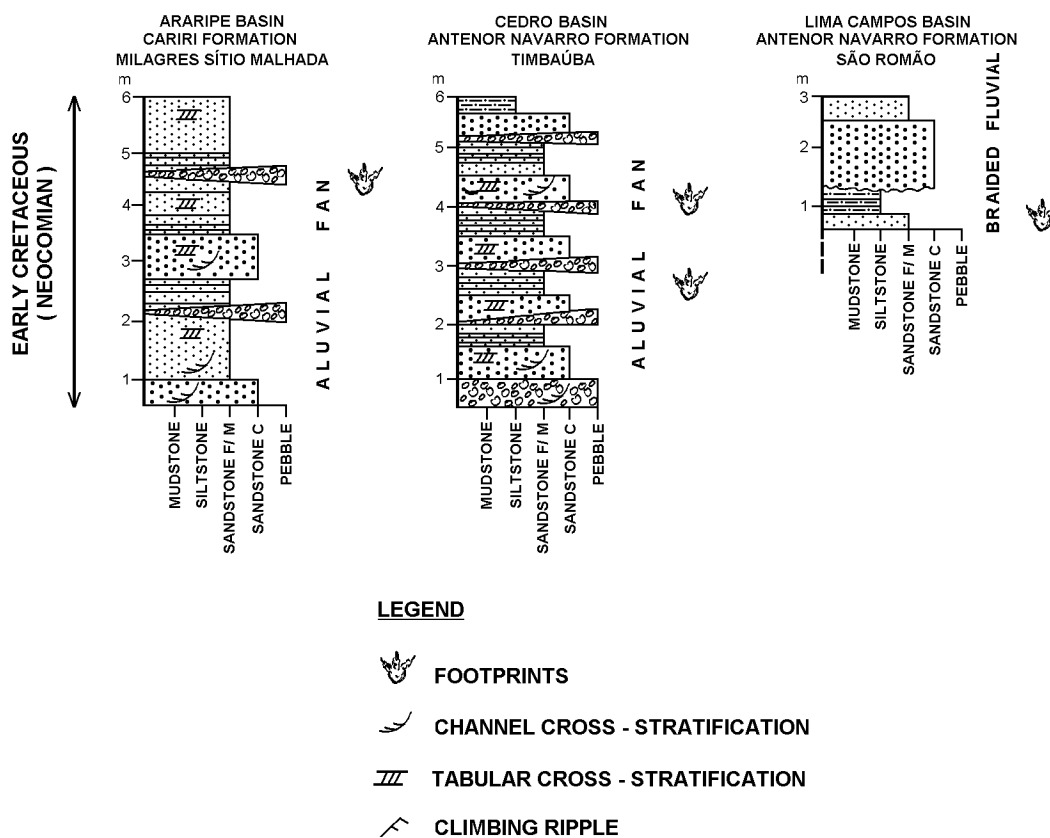 ARARIPE BASIN
CARIRI FORMATION
MILAGRES SÍTIO MALHADA
CEDRO BASIN
ANTENOR NAVARRO FORMATION
TIMBAÚBA
LIMA CAMPOS BASIN
ANTENOR NAVARRO FORMATION
SÃO ROMÃO
EARLY CRETACEOUS
( NEOCOMIAN )
m
6
5
4
3
2
1
ALUVIAL FAN
MUDSTONE
SILTSTONE
SANDSTONE F/ M
SANDSTONE C
PEBBLE
m
6
5
4
3
2
1
ALUVIAL FAN
MUDSTONE
SILTSTONE
SANDSTONE F/ M
SANDSTONE C
PEBBLE
m
3
2
1
BRAIDED FLUVIAL
MUDSTONE
SILTSTONE
SANDSTONE F/ M
SANDSTONE C
PEBBLE
LEGEND
FOOTPRINTS
CHANNEL CROSS - STRATIFICATION
TABULAR CROSS - STRATIFICATION
CLIMBING RIPPLE